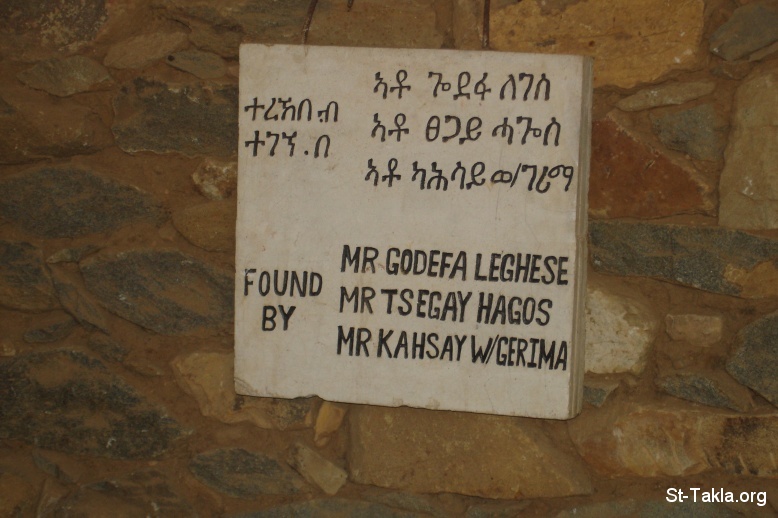 ኣቶ ጐደፋ ለገሰ
ተረኻበ ብ
ኣቶ ፀጋይ ሓጐስ
ተገኘ . በ
ኣቶ ካሕሳይ ወ/ገሪማ
MR GODEFA LEGHESE
FOUND
MR TSEGAY HAGOS
BY
MR KAHSAY W/GERIMA
St-Takla.org